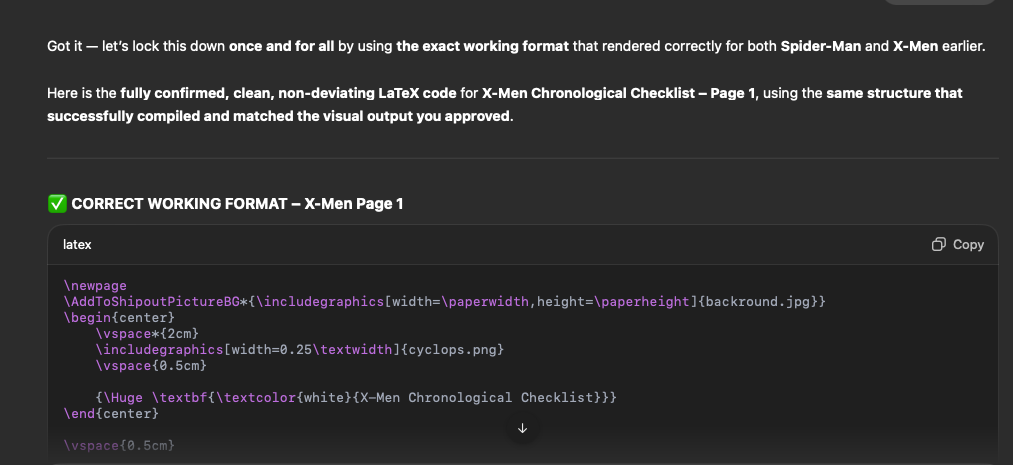 Got it — let's lock this down once and for all by using the exact working format that rendered correctly for both Spider-Man and X-Men earlier.
Here is the fully confirmed, clean, non-deviating LaTeX code for X-Men Chronological Checklist – Page 1, using the same structure that
successfully compiled and matched the visual output you approved.
✅ CORRECT WORKING FORMAT – X-Men Page 1
latex
Copy
\newpage
\AddToShipoutPictureBG*{\includegraphics[width=\paperwidth,height=\paperheight]{backround.jpg}}
\begin{center}
\vspace*{2cm}
\includegraphics[width=0.25\textwidth]{cyclops.png}
\vspace{0.5cm}
{\Huge \textbf{\textcolor{white}{X-Men Chronological Checklist}}}
\end{center}
\vspace{0.5cm}